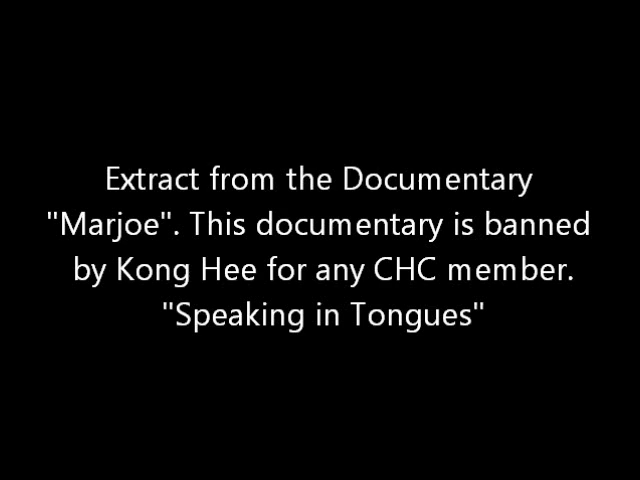 Extract from the Documentary
"Marjoe". This documentary is banned
by Kong Hee for any CHC member.
"Speaking in Tongues"